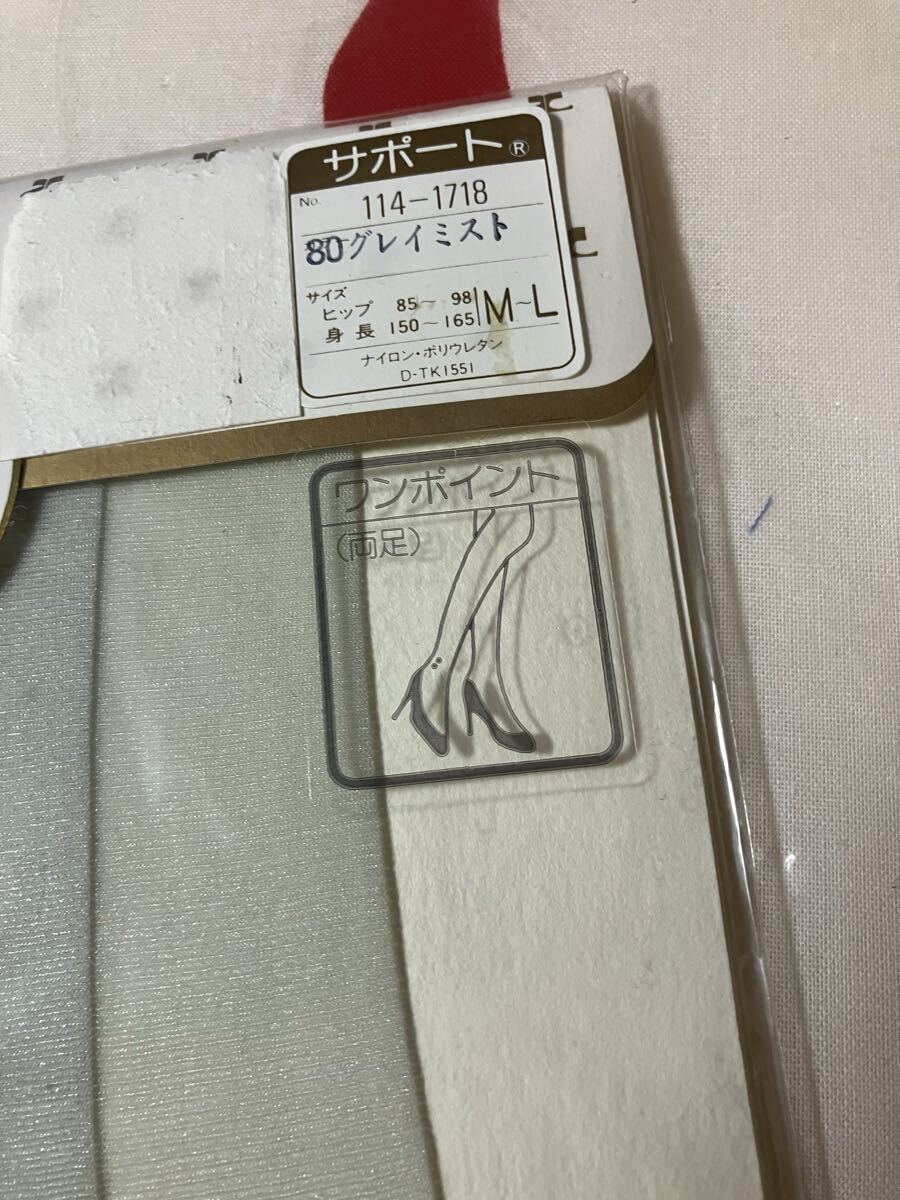 サポート®
No. 114-1718
80グレイミスト
サイズ
ヒップ 85〜98
身長 150〜165
M〜L
ナイロン・ポリウレタン
D-TK1551
ワンポイント
(両足)